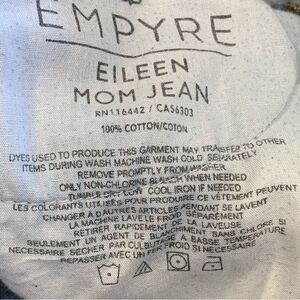 EMPYRE
EILEEN
MOM JEAN
RN116442 / CA56303
100% COTTON/COTON
DYES USED TO PRODUCE THIS GARMENT MAY TRANSFER TO OTHER
ITEMS DURING WASH MACHINE WASH COLD SEPARATELY
REMOVE PROMPTLY FROM WASHER
ONLY NON-CHLORINE BLEACH WHEN NEEDED
TUMBLE DRY LOW COOL IRON IF NEEDED
LES COLORANTS UTILISÉS POUR PRODUIRE CE VÊTEMENT PEUVENT
CHANGER A D'AUTRES ARTICLES PENDANT SE LAVENT
LA MACHINE LAVE LE FROID SÉPARÉMENT
RETIRER RAPIDEMENT DE LA LAVEUSE
SEULEMENT UN AGENT DE BLANCHIMENT SANS CHLORE SI
NECESSAIRE SECHER PAR CULBUTAGE A BASSE TEMPERATURE
REPASSER AVEC UN FER FROID SI NECESSAIRE